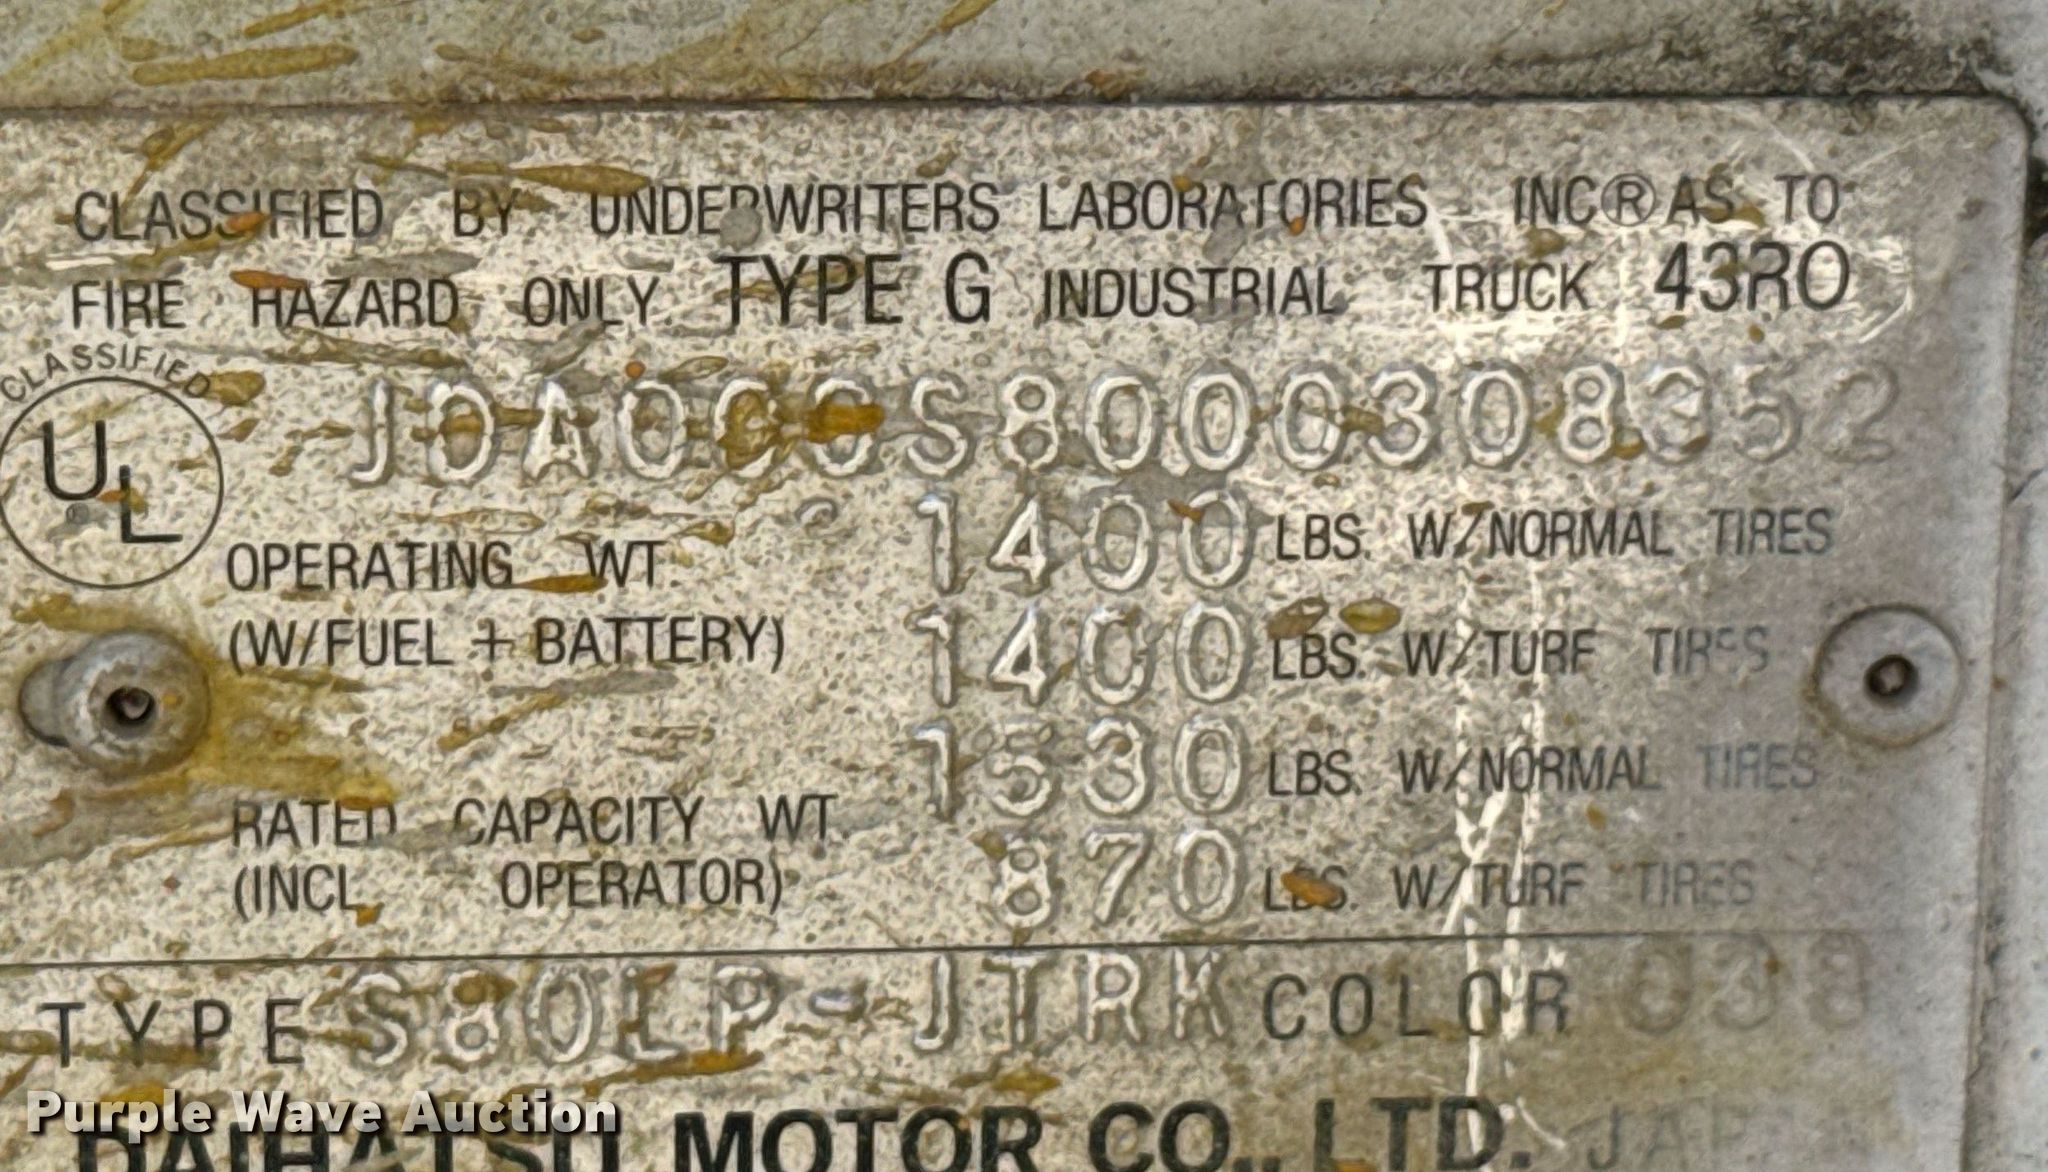 CLASSIFIED BY UNDERWRITERS LABORATORIES INC® AS TO
FIRE HAZARD ONLY. TYPE G INDUSTRIAL TRUCK 43RO
CLASSIFIED
UL®
JDA000S8000308352
OPERATING WT. 1400 LBS. W/NORMAL TIRES
(W/FUEL + BATTERY) 1400 LBS. W/TURF TIRES
1530 LBS. W/NORMAL TIRES
RATED CAPACITY WT.
(INCL. OPERATOR) 870 LBS. W/TURF TIRES
TYPE S80LP-JTRK COLOR 038
DAIHATSU MOTOR CO., LTD.
Purple Wave Auction